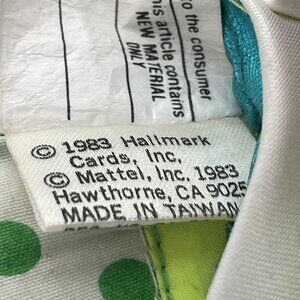 to the consumer
this article contains
NEW MATERIAL
ONLY
© 1983 Hallmark
Cards, Inc.
© Mattel, Inc. 1983
Hawthorne, CA 9025
MADE IN TAIWAN